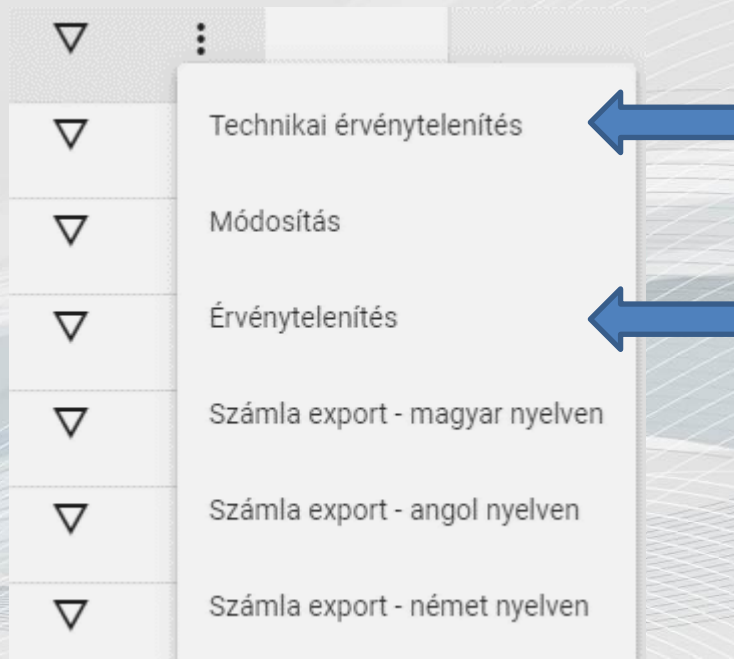 Technikai érvénytelenítés
Módosítás
Érvénytelenítés
Számla export - magyar nyelven
Számla export - angol nyelven
Számla export - német nyelven